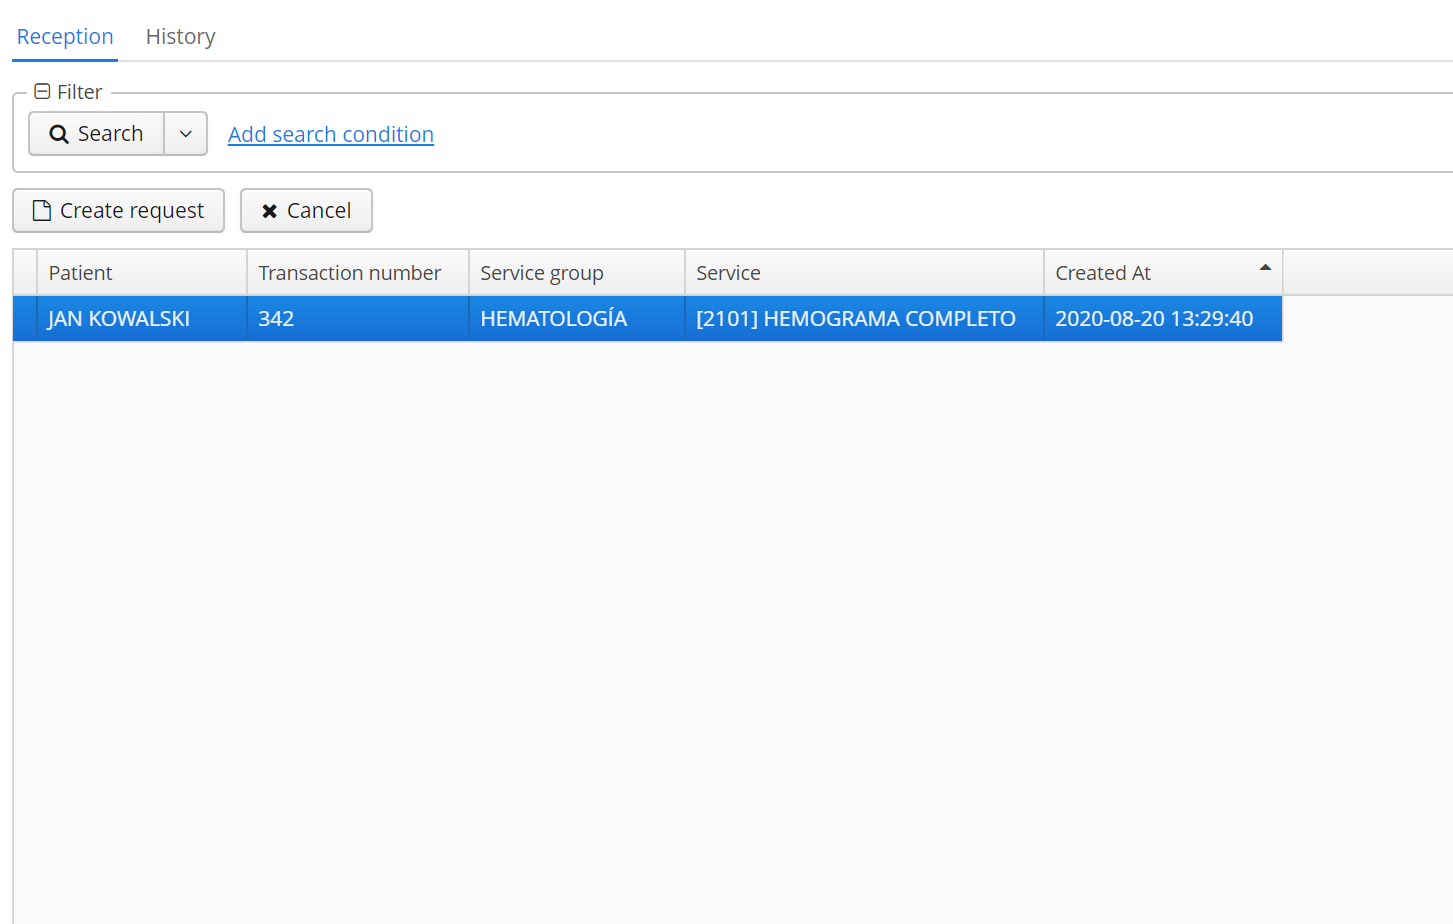 Reception History
Filter
Search Add search condition
Create request Cancel
Patient Transaction number Service group Service Created At
JAN KOWALSKI 342 HEMATOLOGÍA [2101] HEMOGRAMA COMPLETO 2020-08-20 13:29:40